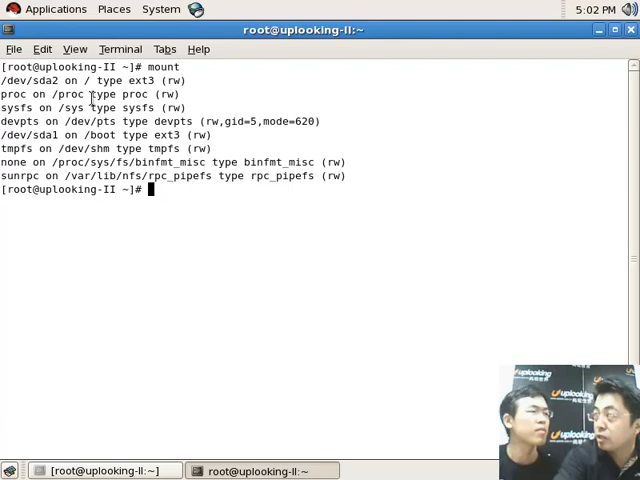 Applications Places System 5:02 PM
root@uplooking-II:~
File Edit View Terminal Tabs Help
[root@uplooking-II ~]# mount
/dev/sda2 on / type ext3 (rw)
proc on /proc type proc (rw)
sysfs on /sys type sysfs (rw)
devpts on /dev/pts type devpts (rw,gid=5,mode=620)
/dev/sda1 on /boot type ext3 (rw)
tmpfs on /dev/shm type tmpfs (rw)
none on /proc/sys/fs/binfmt_misc type binfmt_misc (rw)
sunrpc on /var/lib/nfs/rpc_pipefs type rpc_pipefs (rw)
[root@uplooking-II ~]#
uplooking
uplooking
uplooking
[root@uplooking-II:~]
root@uplooking-II:~